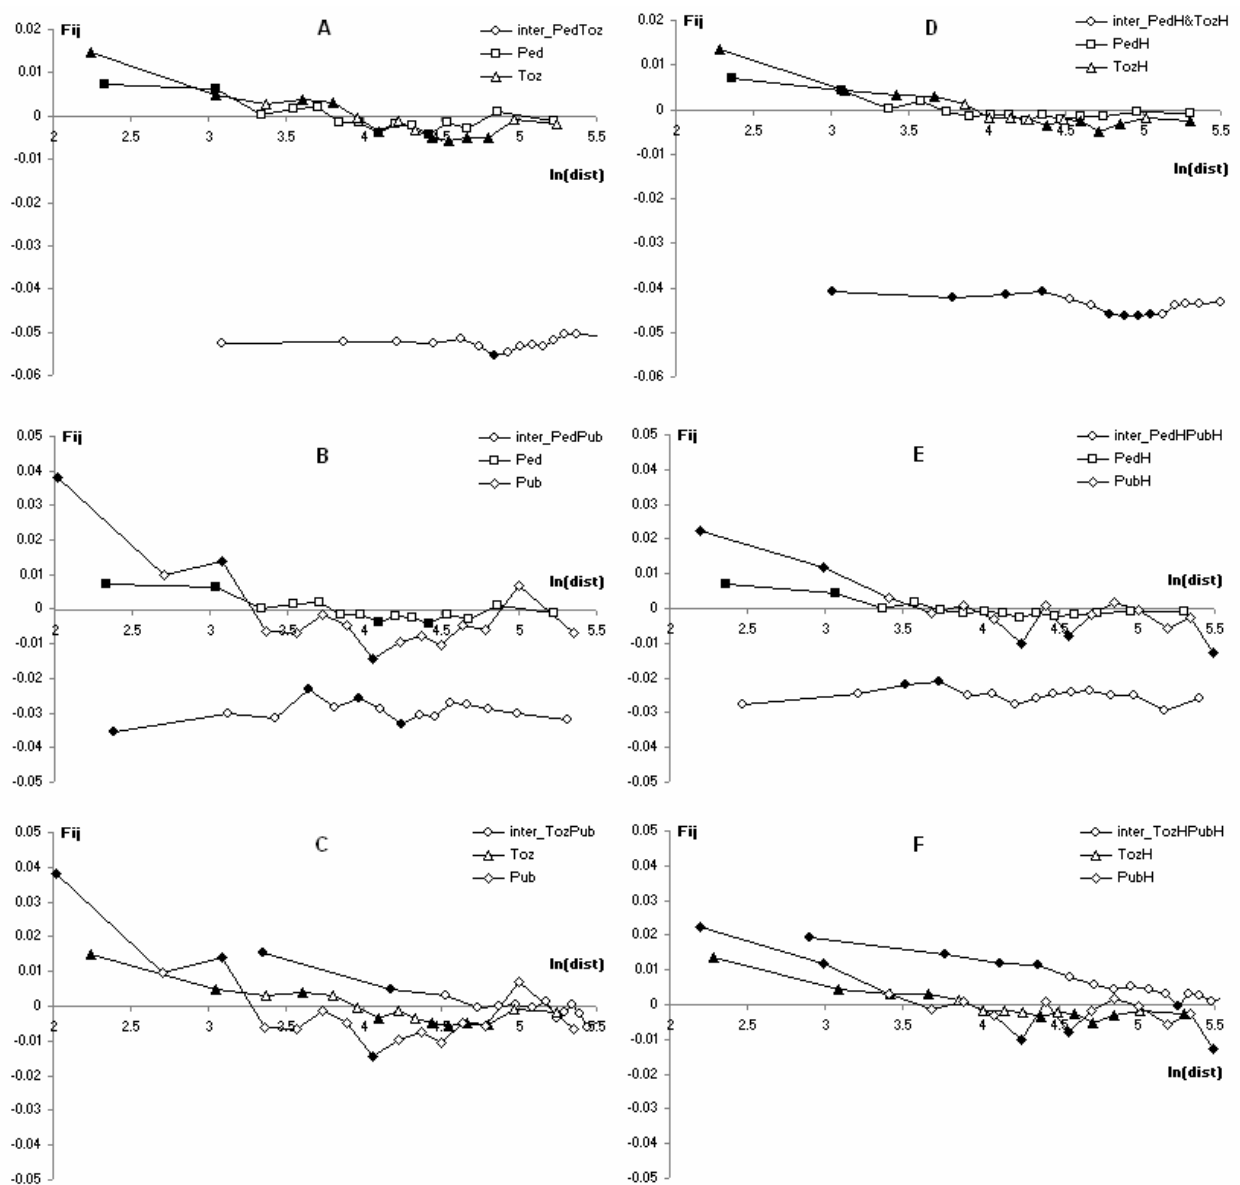 Fij
A
inter_PedToz
Ped
Toz
0.02
0.01
0
-0.01
-0.02
-0.03
-0.04
-0.05
-0.06
2 2.5 3 3.5 4 4.5 5 5.5
ln(dist)
Fij
D
inter_PedH&TozH
PedH
TozH
0.02
0.01
0
-0.01
-0.02
-0.03
-0.04
-0.05
-0.06
2 2.5 3 3.5 4 4.5 5 5.5
ln(dist)
Fij
B
inter_PedPub
Ped
Pub
0.05
0.04
0.03
0.02
0.01
0
-0.01
-0.02
-0.03
-0.04
-0.05
2 2.5 3 3.5 4 4.5 5 5.5
ln(dist)
Fij
E
inter_PedHPubH
PedH
PubH
0.05
0.04
0.03
0.02
0.01
0
-0.01
-0.02
-0.03
-0.04
-0.05
2 2.5 3 3.5 4 4.5 5 5.5
ln(dist)
Fij
C
inter_TozPub
Toz
Pub
0.05
0.04
0.03
0.02
0.01
0
-0.01
-0.02
-0.03
-0.04
-0.05
2 2.5 3 3.5 4 4.5 5 5.5
ln(dist)
Fij
F
inter_TozHPubH
TozH
PubH
0.05
0.04
0.03
0.02
0.01
0
-0.01
-0.02
-0.03
-0.04
-0.05
2 2.5 3 3.5 4 4.5 5 5.5
ln(dist)